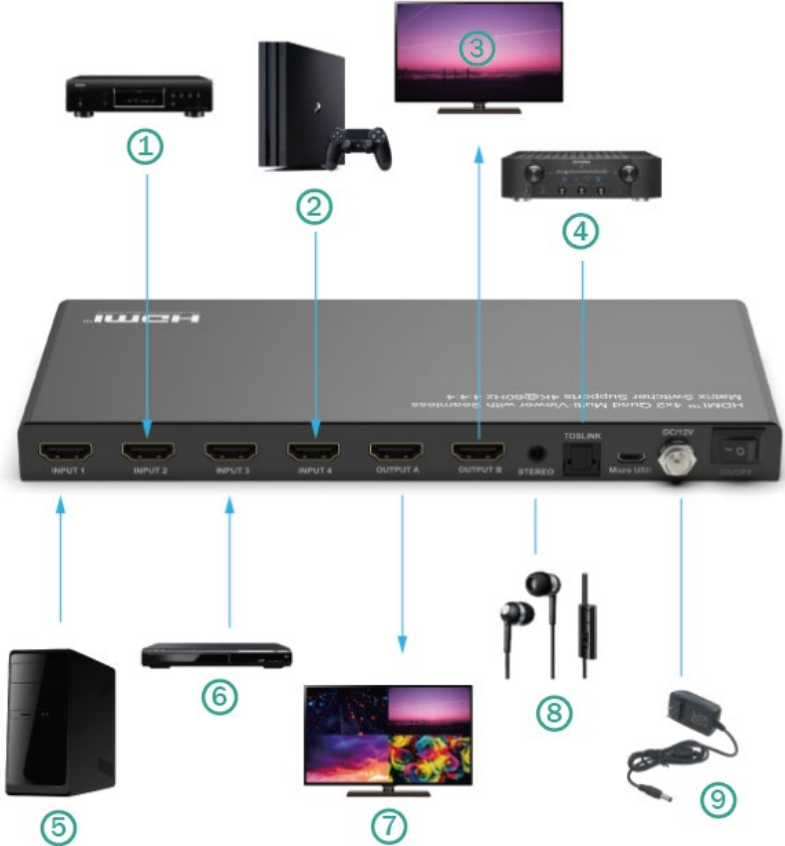 ③
①
②
④
HDMI™
HDMI™ 4x2 Quad Multi-Viewer with Seamless
Matrix Switcher Supports 4K@60Hz 4:4:4
TOSLINK
DC/12V
INPUT 1
INPUT 2
INPUT 3
INPUT 4
OUTPUT A
OUTPUT B
STEREO
Micro USB
ON/OFF
⑥
⑧
⑨
⑤
⑦